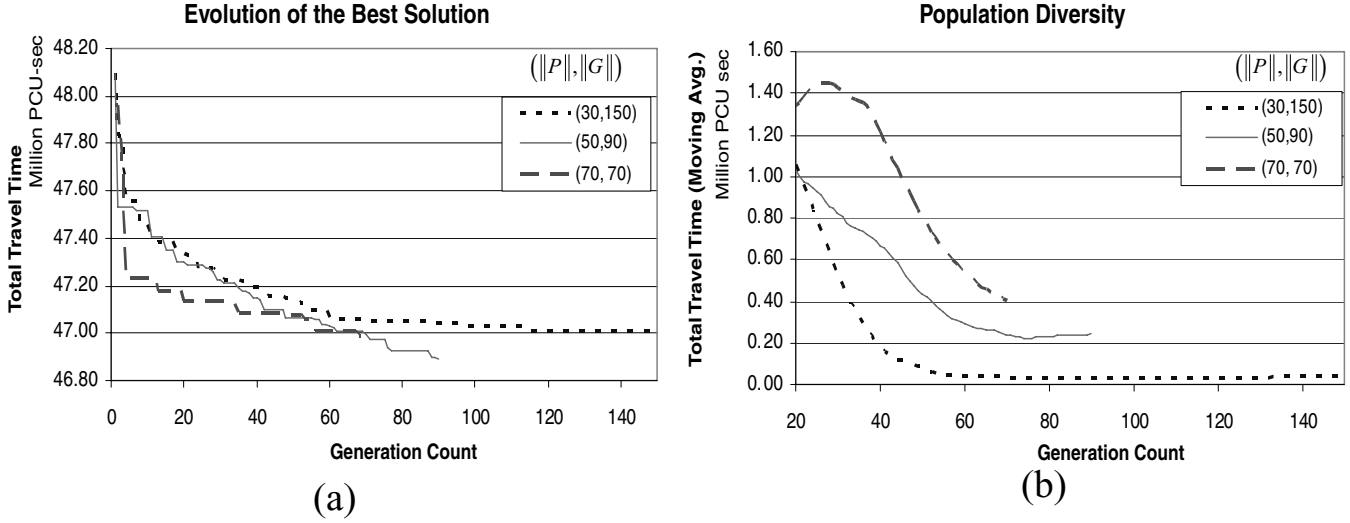 Evolution of the Best Solution
Total Travel Time
Million PCU-sec
48.20
48.00
47.80
47.60
47.40
47.20
47.00
46.80
(‖P‖,‖G‖)
(30,150)
(50,90)
(70, 70)
0 20 40 60 80 100 120 140
Generation Count
(a)
Population Diversity
Total Travel Time (Moving Avg.)
Million PCU sec
1.60
1.40
1.20
1.00
0.80
0.60
0.40
0.20
0.00
(‖P‖,‖G‖)
(30,150)
(50,90)
(70, 70)
20 40 60 80 100 120 140
Generation Count
(b)